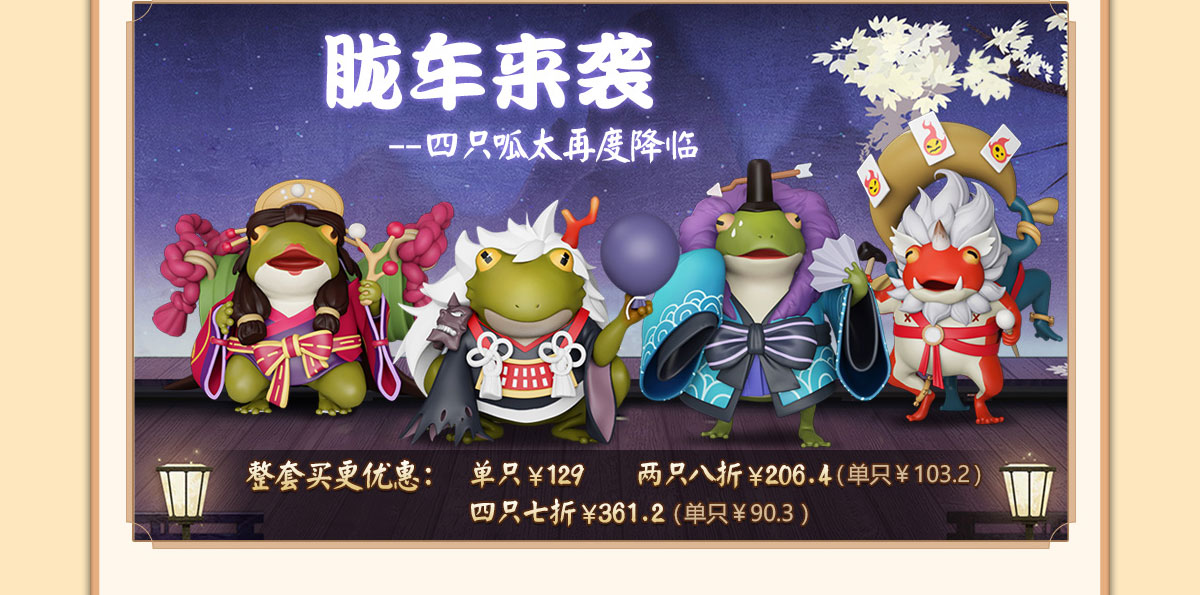 胧车来袭
--四只呱太再度降临
整套买更优惠： 单只￥129 两只八折￥206.4(单只￥103.2)
四只七折￥361.2(单只￥90.3)